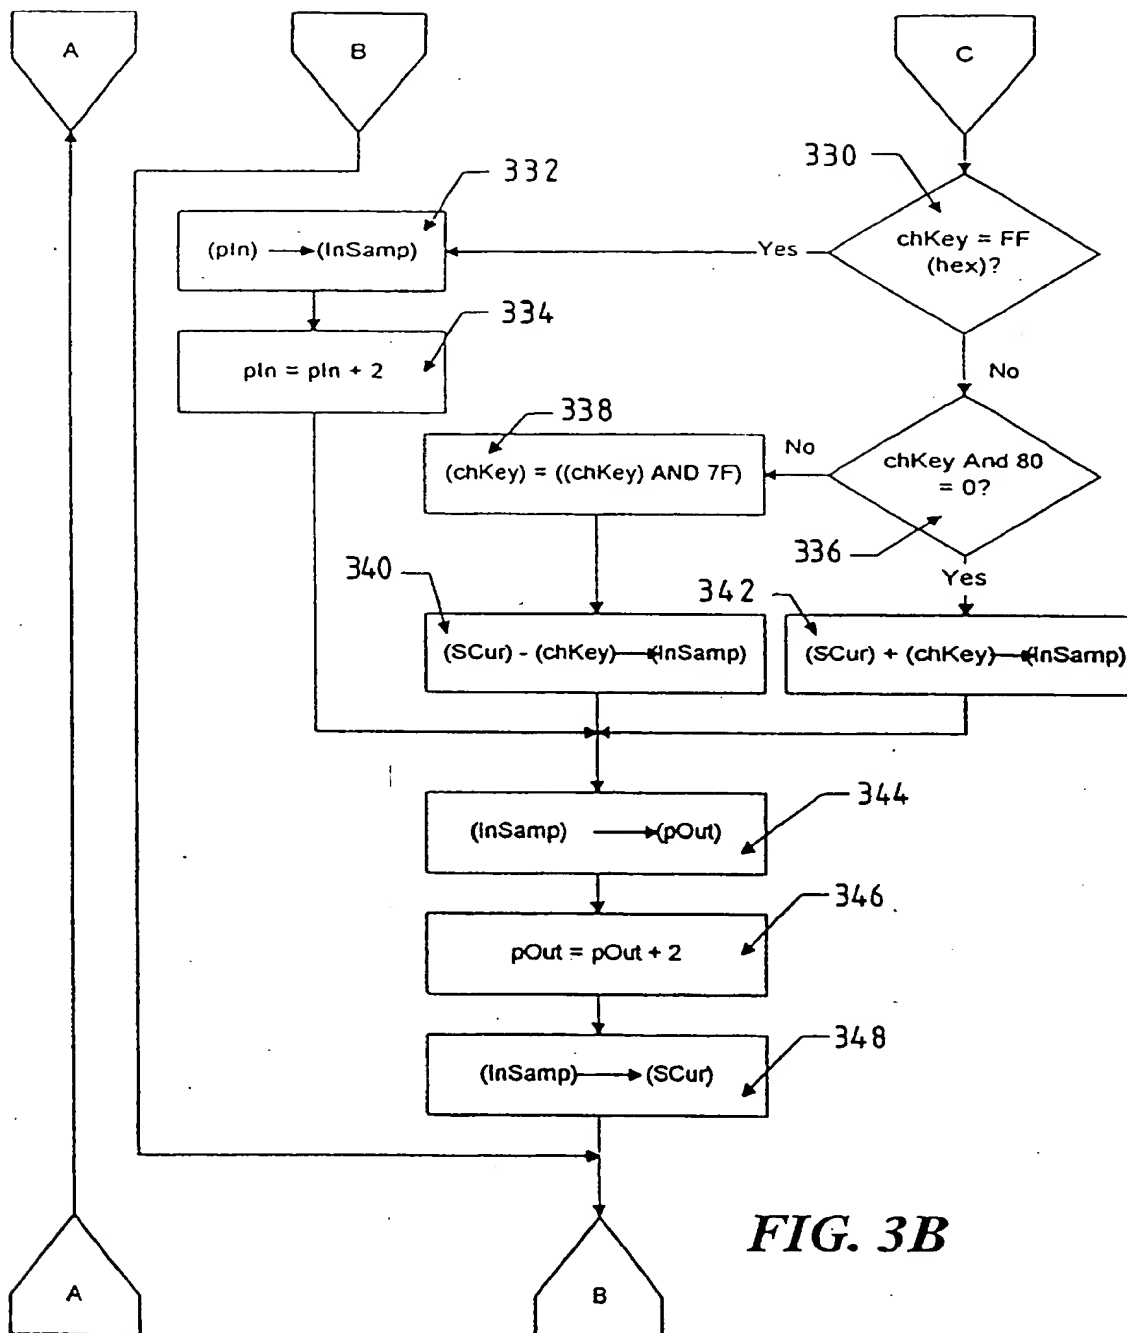 A
B
C
330
332
chKey = FF
(hex)?
Yes
(pIn) → (InSamp)
334
pIn = pIn + 2
No
338
No
chKey And 80
= 0?
(chKey) = ((chKey) AND 7F)
336
340
Yes
342
(SCur) - (chKey) → (InSamp)
(SCur) + (chKey) → (InSamp)
344
(InSamp) → (pOut)
346
pOut = pOut + 2
348
(InSamp) → (SCur)
FIG. 3B
A
B